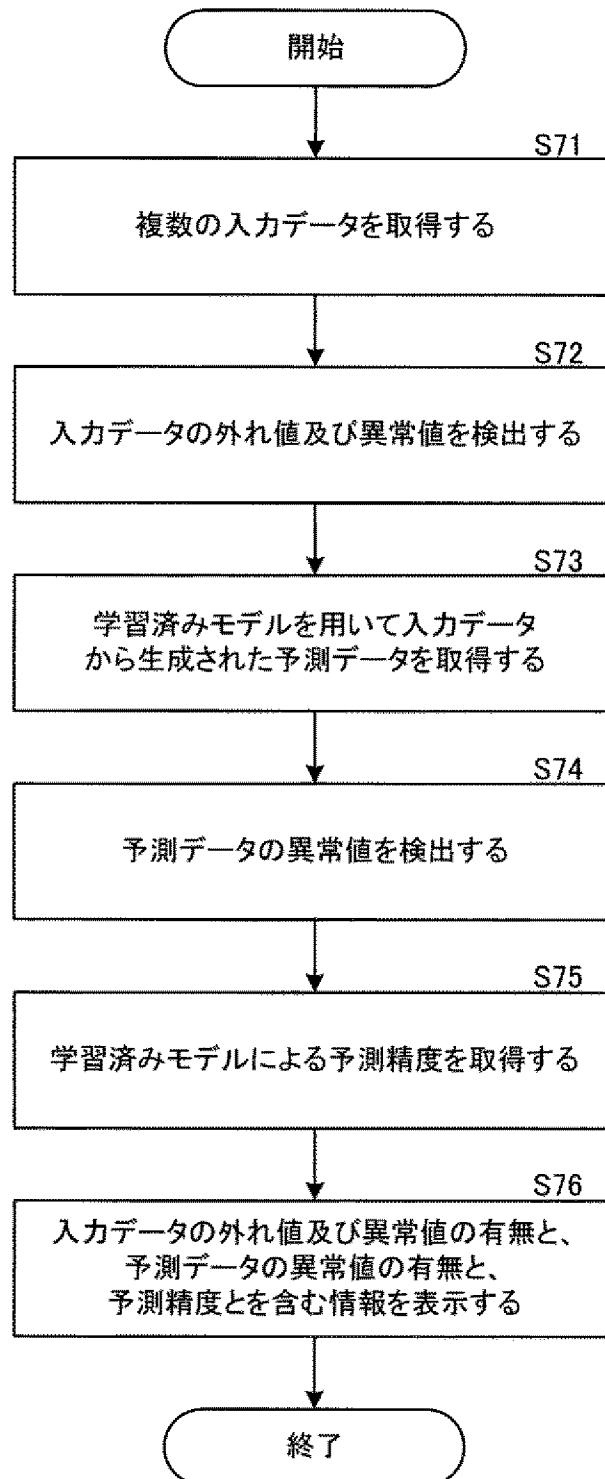 開始
S71
複数の入力データを取得する
S72
入力データの外れ値及び異常値を検出する
S73
学習済みモデルを用いて入力データ
から生成された予測データを取得する
S74
予測データの異常値を検出する
S75
学習済みモデルによる予測精度を取得する
S76
入力データの外れ値及び異常値の有無と、
予測データの異常値の有無と、
予測精度とを含む情報を表示する
終了